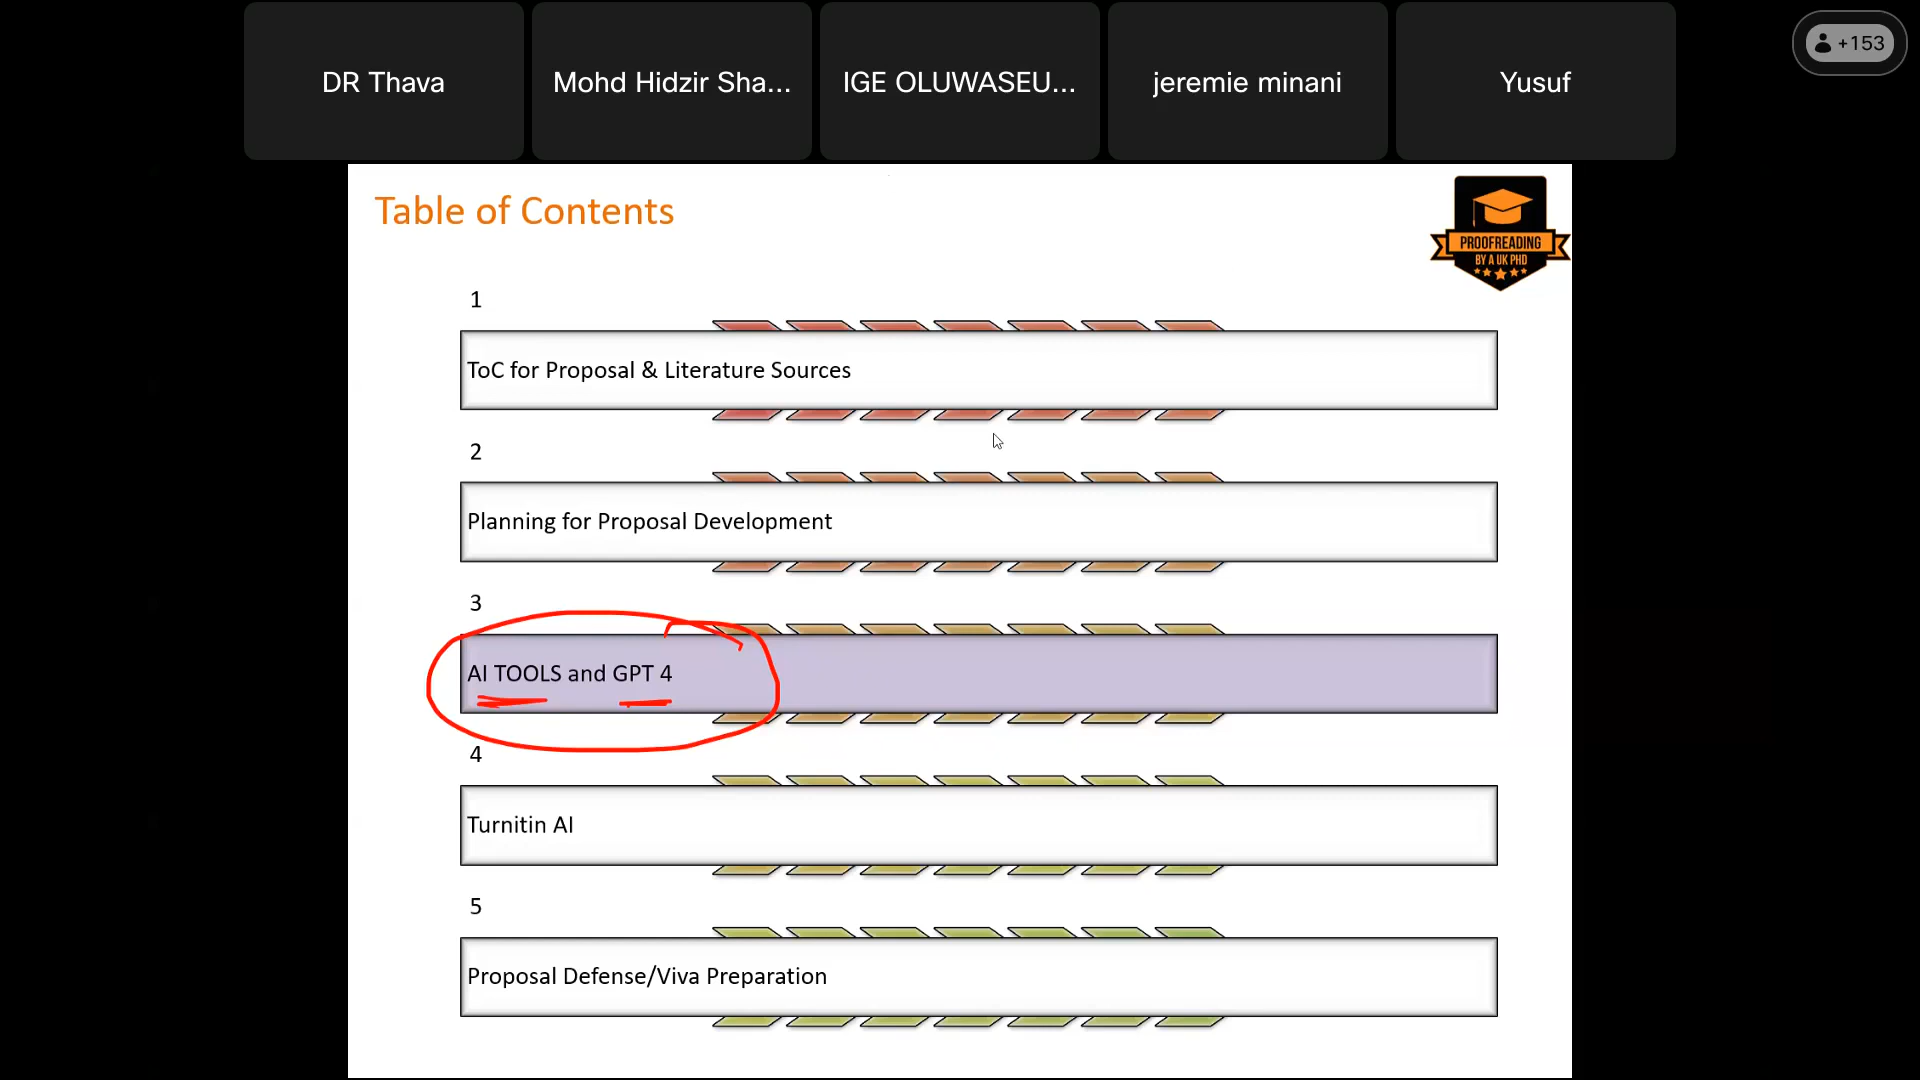 DR Thava
Mohd Hidzir Sha...
IGE OLUWASEU...
jeremie minani
Yusuf
+153
Table of Contents
PROOFREADING
BY A UK PHD
1
ToC for Proposal & Literature Sources
2
Planning for Proposal Development
3
AI TOOLS and GPT 4
4
Turnitin AI
5
Proposal Defense/Viva Preparation